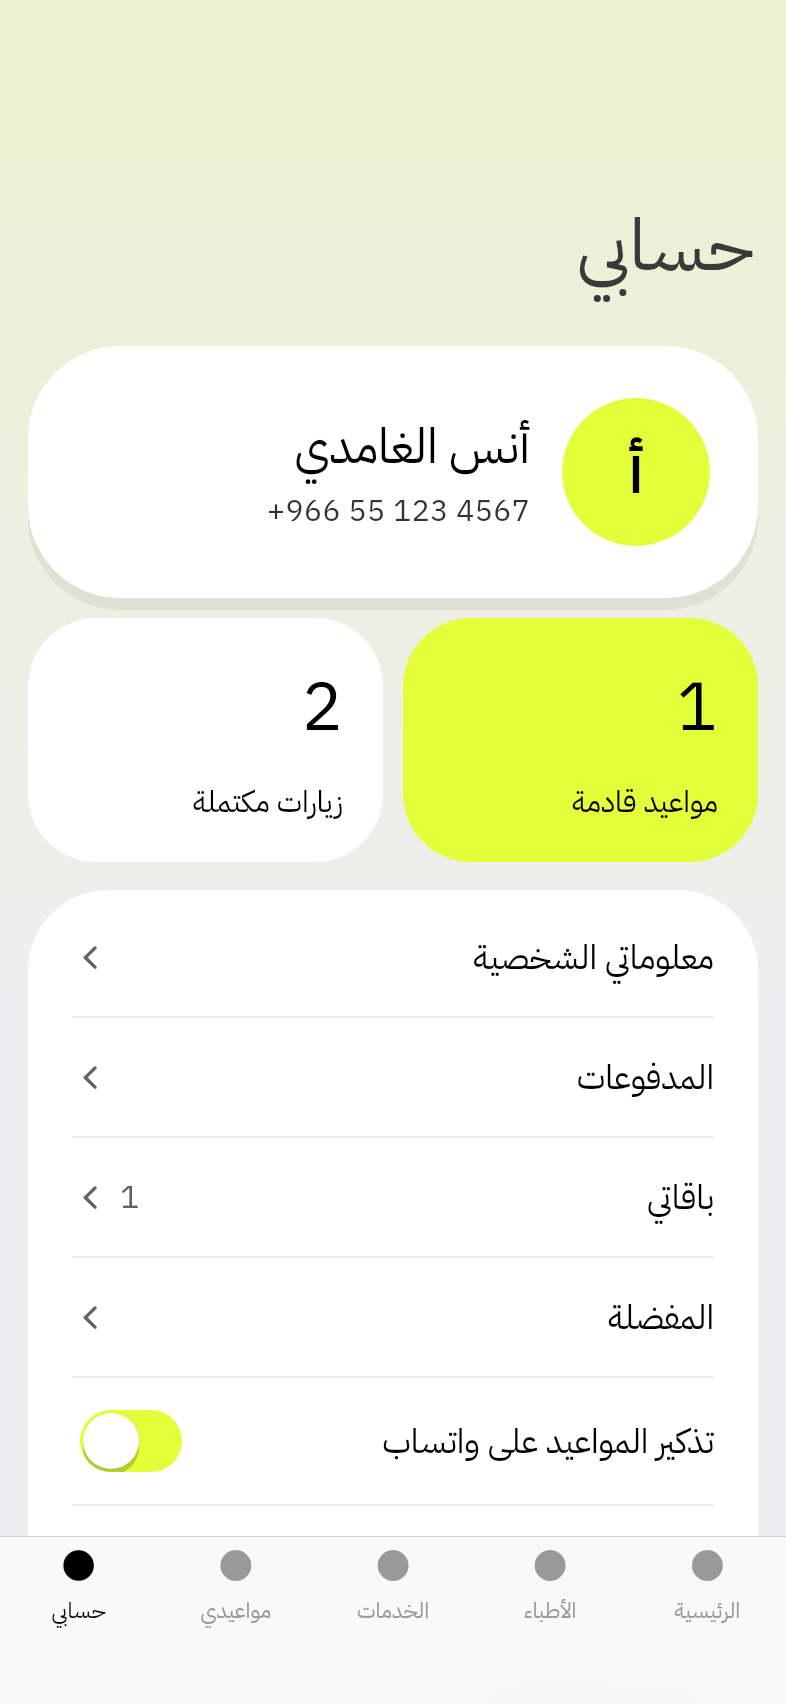 حسابي
أ
أنس الغامدي
+966 55 123 4567
1
مواعيد قادمة
2
زيارات مكتملة
معلوماتي الشخصية
المدفوعات
باقاتي
1
المفضلة
تذكير المواعيد على واتساب
الرئيسية
الأطباء
الخدمات
مواعيدي
حسابي